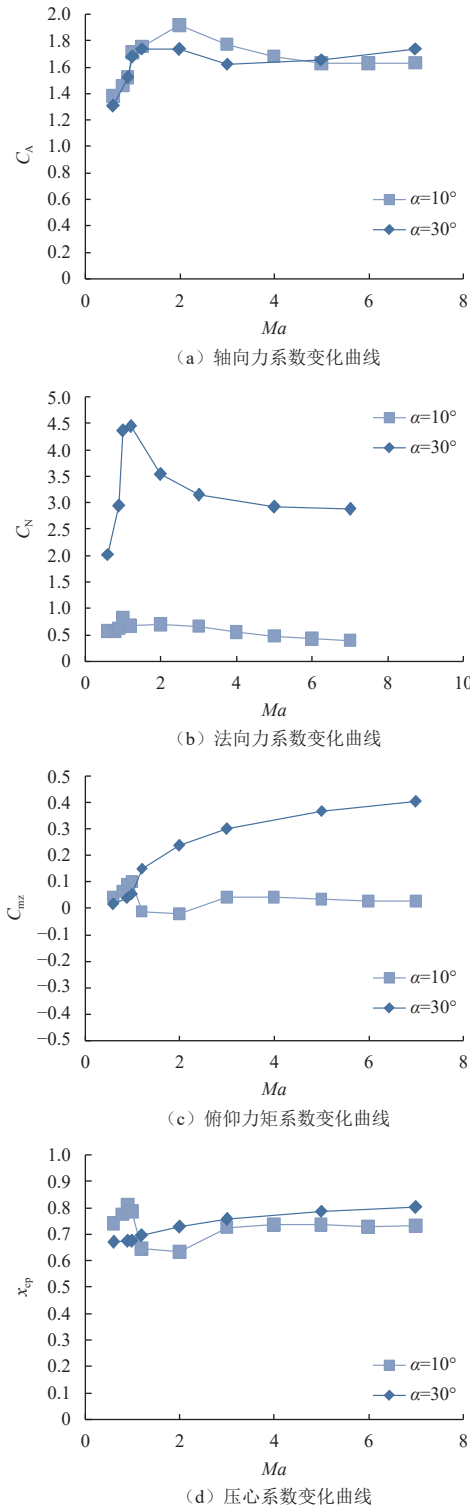 2.0
1.8
1.6
1.4
1.2
1.0
0.8
0.6
0.4
0.2
0
C_A
α=10°
α=30°
0 2 4 6 8
Ma
（a）轴向力系数变化曲线
5.0
4.5
4.0
3.5
3.0
2.5
2.0
1.5
1.0
0.5
0
C_N
α=10°
α=30°
0 2 4 6 8 10
Ma
（b）法向力系数变化曲线
0.5
0.4
0.3
0.2
0.1
0
−0.1
−0.2
−0.3
−0.4
−0.5
C_mz
α=10°
α=30°
0 2 4 6 8
Ma
（c）俯仰力矩系数变化曲线
1.0
0.9
0.8
0.7
0.6
0.5
0.4
0.3
0.2
0.1
0
x_cp
α=10°
α=30°
0 2 4 6 8
Ma
（d）压心系数变化曲线